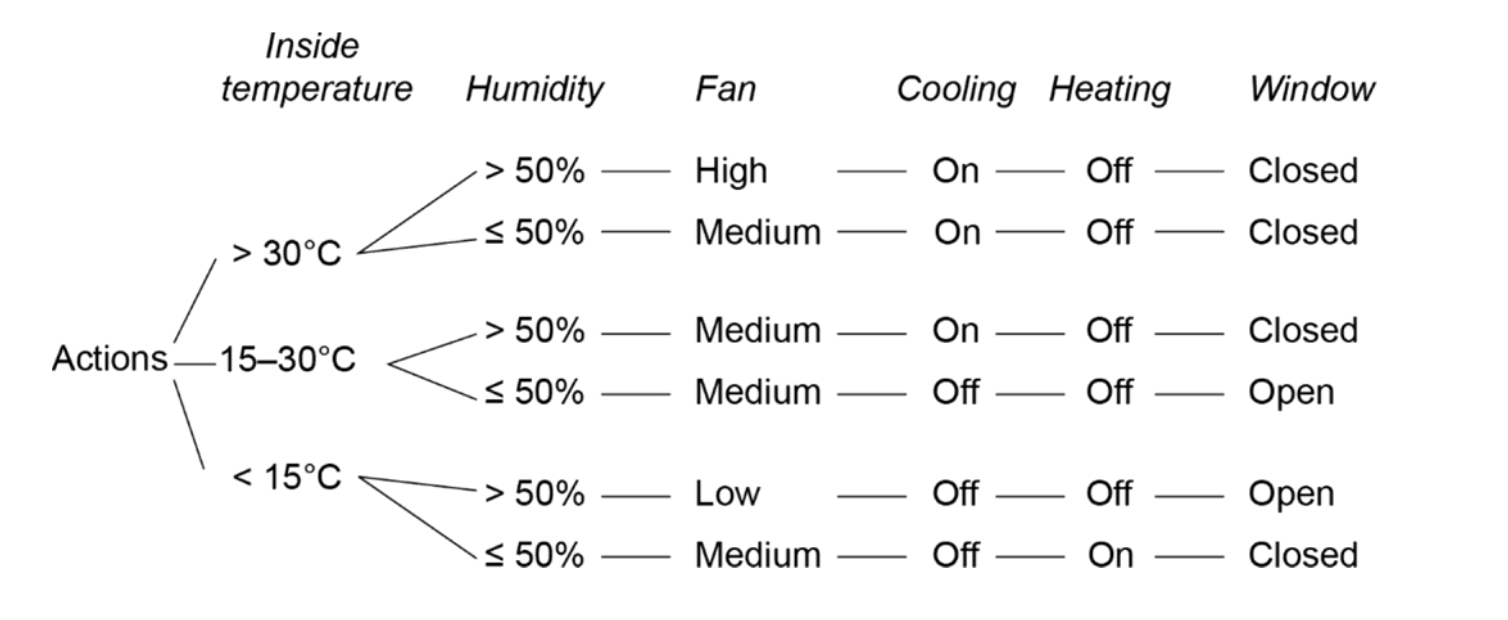 Inside
temperature Humidity Fan Cooling Heating Window
> 50% High On Off Closed
≤ 50% Medium On Off Closed
> 30°C
> 50% Medium On Off Closed
Actions 15–30°C
≤ 50% Medium Off Off Open
< 15°C
> 50% Low Off Off Open
≤ 50% Medium Off On Closed